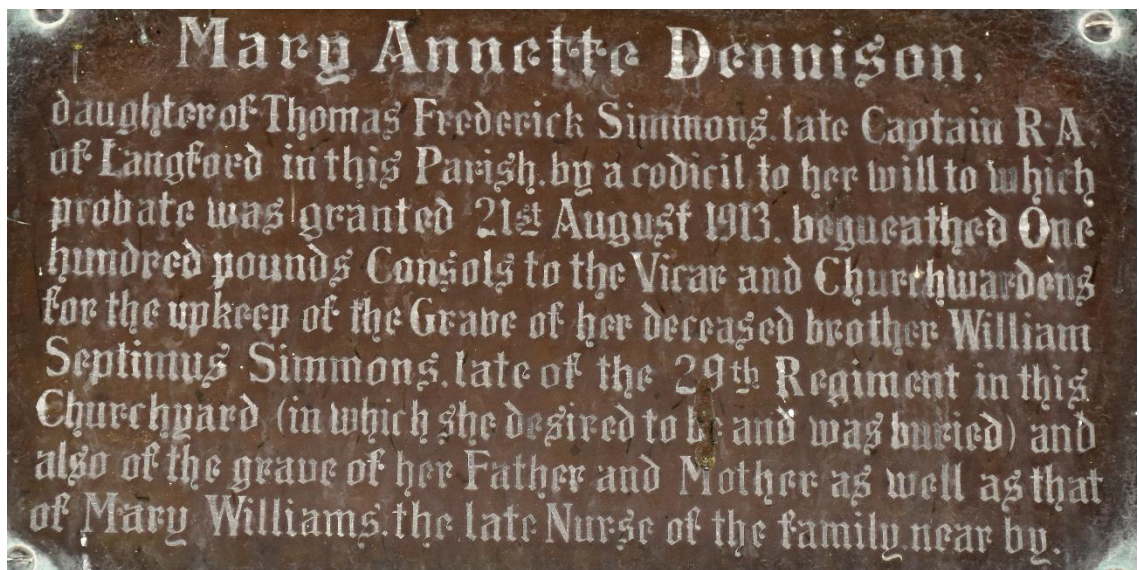 Mary Annette Dennison,
daughter of Thomas Frederick Simmons, late Captain R.A.
of Langford in this Parish, by a codicil to her will to which
probate was granted 21st August 1913, bequeathed One
hundred pounds Consols to the Vicar and Churchwardens
for the upkeep of the Grave of her deceased brother William
Septimus Simmons, late of the 29th Regiment in this
Churchyard (in which she desired to be and was buried) and
also of the grave of her Father and Mother as well as that
of Mary Williams, the late Nurse of the family near by.